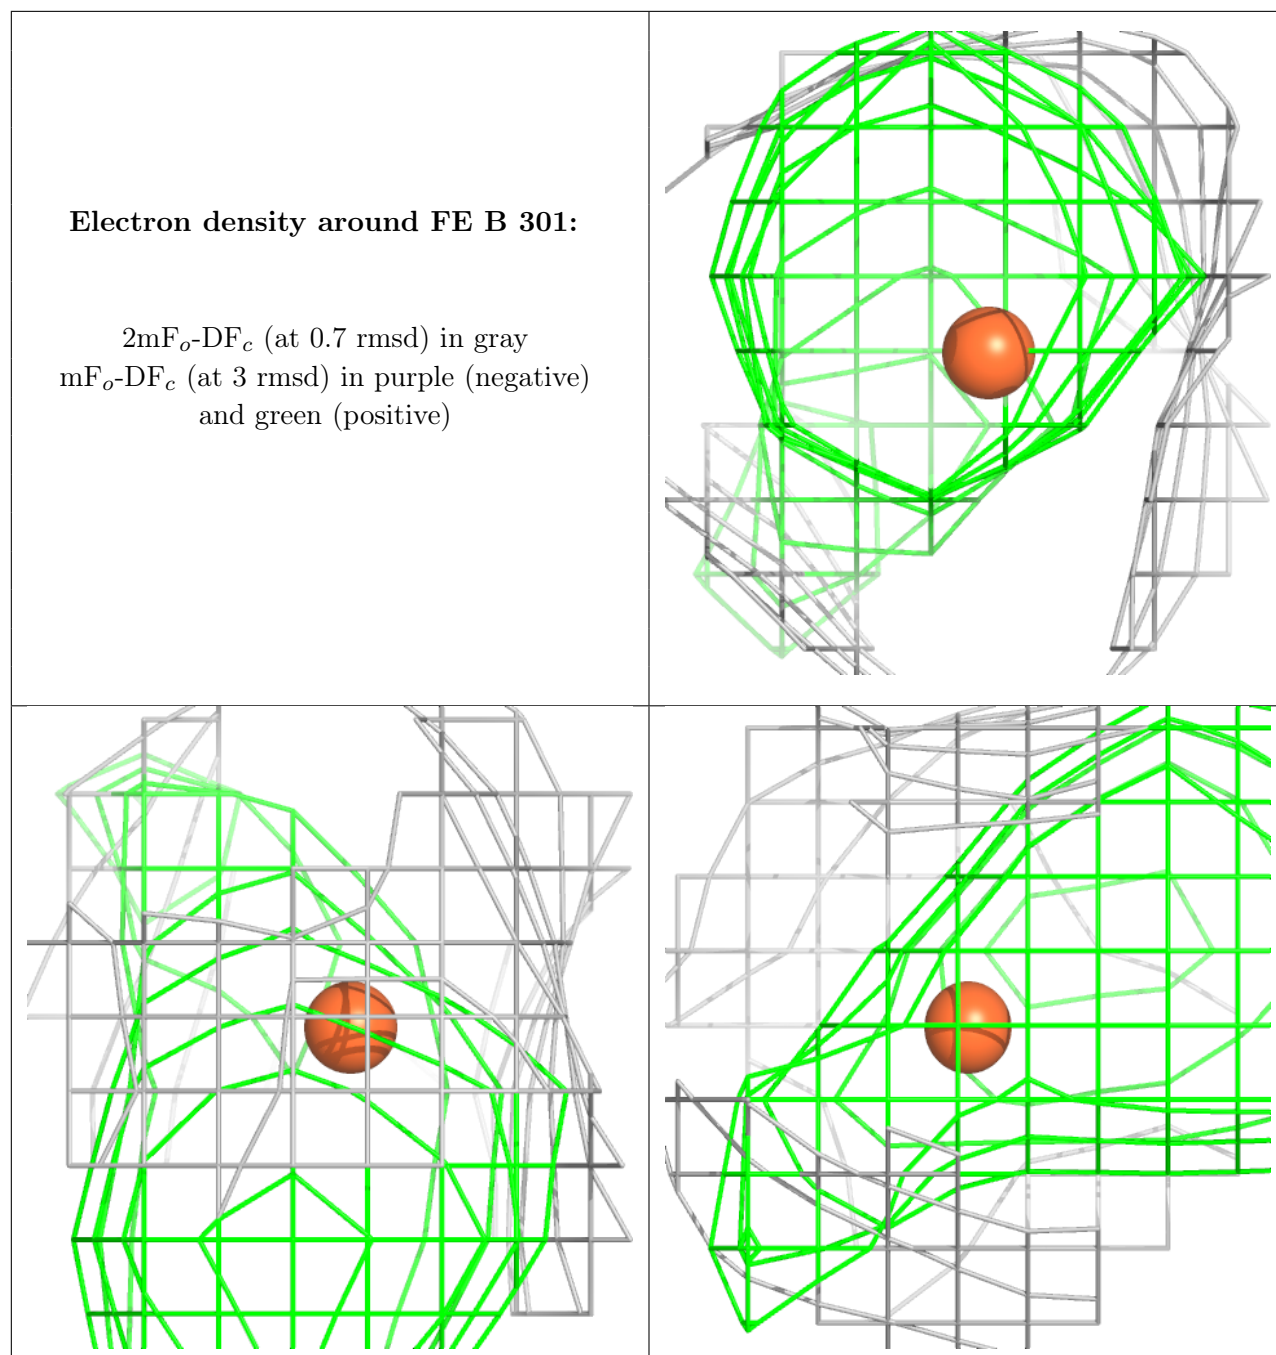 Electron density around FE B 301:
2mFₒ-DF𝑐 (at 0.7 rmsd) in gray
mFₒ-DF𝑐 (at 3 rmsd) in purple (negative)
and green (positive)